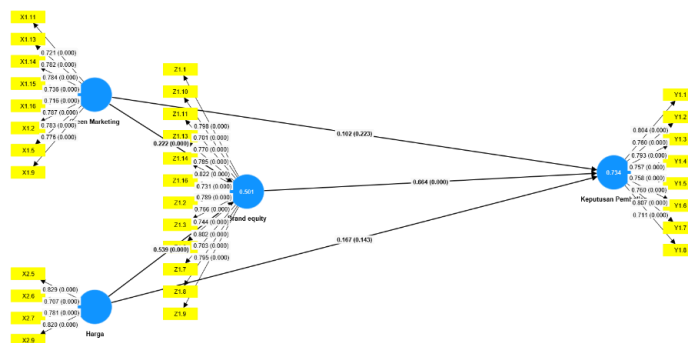 X1.11
X1.13
X1.14
X1.15
X1.16
X1.2
X1.5
X1.9
0.721 (0.000)
0.782 (0.000)
0.784 (0.000)
0.736 (0.000)
0.716 (0.000)
0.787 (0.000)
0.783 (0.000)
0.776 (0.000)
een Marketing
X2.5
X2.6
X2.7
X2.9
0.829 (0.000)
0.707 (0.000)
0.781 (0.000)
0.820 (0.000)
Harga
0.222 (0.000)
0.539 (0.000)
Z1.1
Z1.10
Z1.11
Z1.13
Z1.14
Z1.16
Z1.2
Z1.3
Z1.7
Z1.8
Z1.9
0.798 (0.000)
0.701 (0.000)
0.770 (0.000)
0.785 (0.000)
0.822 (0.000)
0.731 (0.000)
0.789 (0.000)
0.766 (0.000)
0.744 (0.000)
0.802 (0.000)
0.703 (0.000)
0.795 (0.000)
0.501
rand equity
0.102 (0.223)
0.664 (0.000)
0.167 (0.143)
0.734
Keputusan Pemb
0.804 (0.000)
0.760 (0.000)
0.793 (0.000)
0.757 (0.000)
0.758 (0.000)
0.760 (0.000)
0.807 (0.000)
0.711 (0.000)
Y1.1
Y1.2
Y1.3
Y1.4
Y1.5
Y1.6
Y1.7
Y1.8